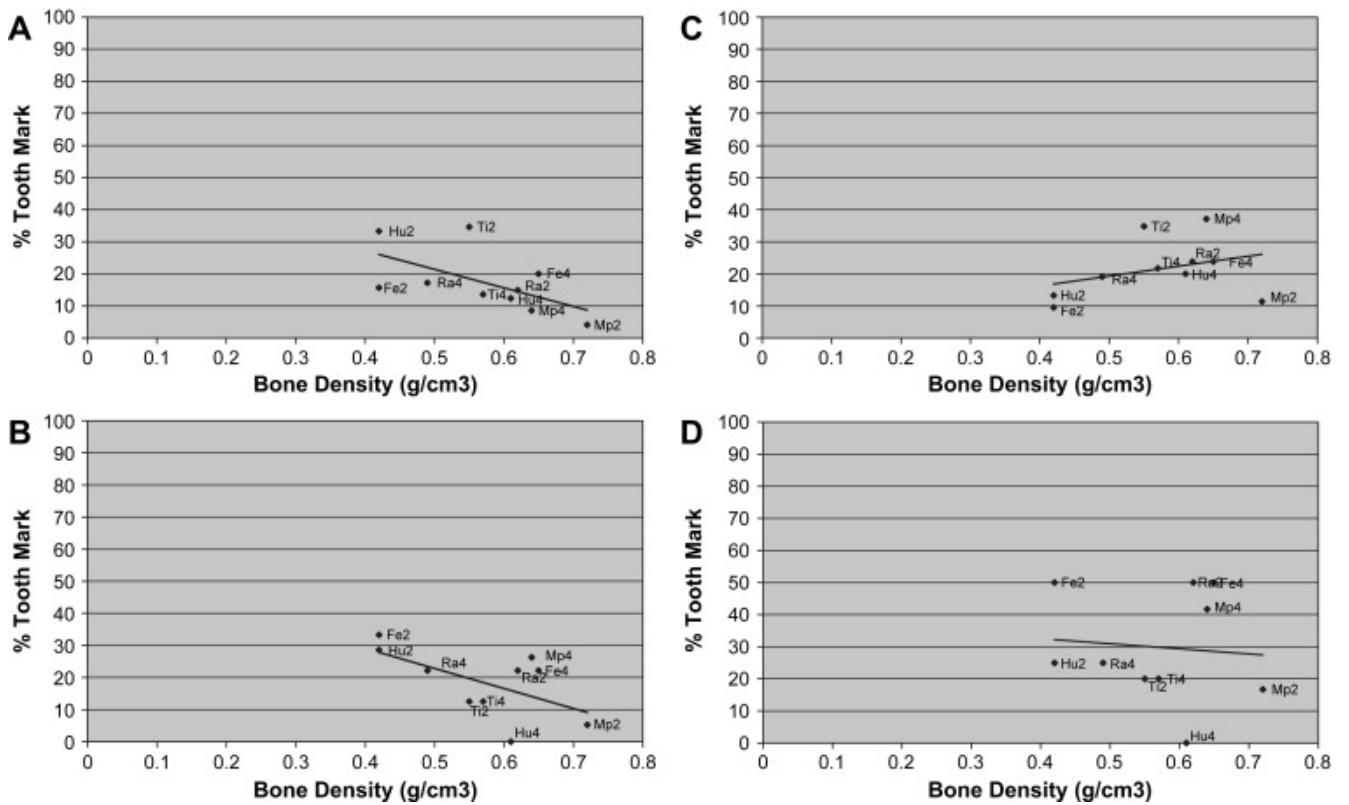 A
% Tooth Mark
100
90
80
70
60
50
40
30
20
10
0
Hu2
Ti2
Fe2
Ra4
Fe4
Ra2
Ti4
Hu4
Mp4
Mp2
0 0.1 0.2 0.3 0.4 0.5 0.6 0.7 0.8
Bone Density (g/cm3)
C
% Tooth Mark
100
90
80
70
60
50
40
30
20
10
0
Ti2
Mp4
Ra2
Ti4
Fe4
Ra4
Hu4
Hu2
Fe2
Mp2
0 0.1 0.2 0.3 0.4 0.5 0.6 0.7 0.8
Bone Density (g/cm3)
B
% Tooth Mark
100
90
80
70
60
50
40
30
20
10
0
Fe2
Hu2
Ra4
Mp4
Fe4
Ra2
Ti4
Ti2
Mp2
Hu4
0 0.1 0.2 0.3 0.4 0.5 0.6 0.7 0.8
Bone Density (g/cm3)
D
% Tooth Mark
100
90
80
70
60
50
40
30
20
10
0
Fe2
Ra2
Fe4
Mp4
Hu2
Ra4
Ti2
Ti4
Mp2
Hu4
0 0.1 0.2 0.3 0.4 0.5 0.6 0.7 0.8
Bone Density (g/cm3)